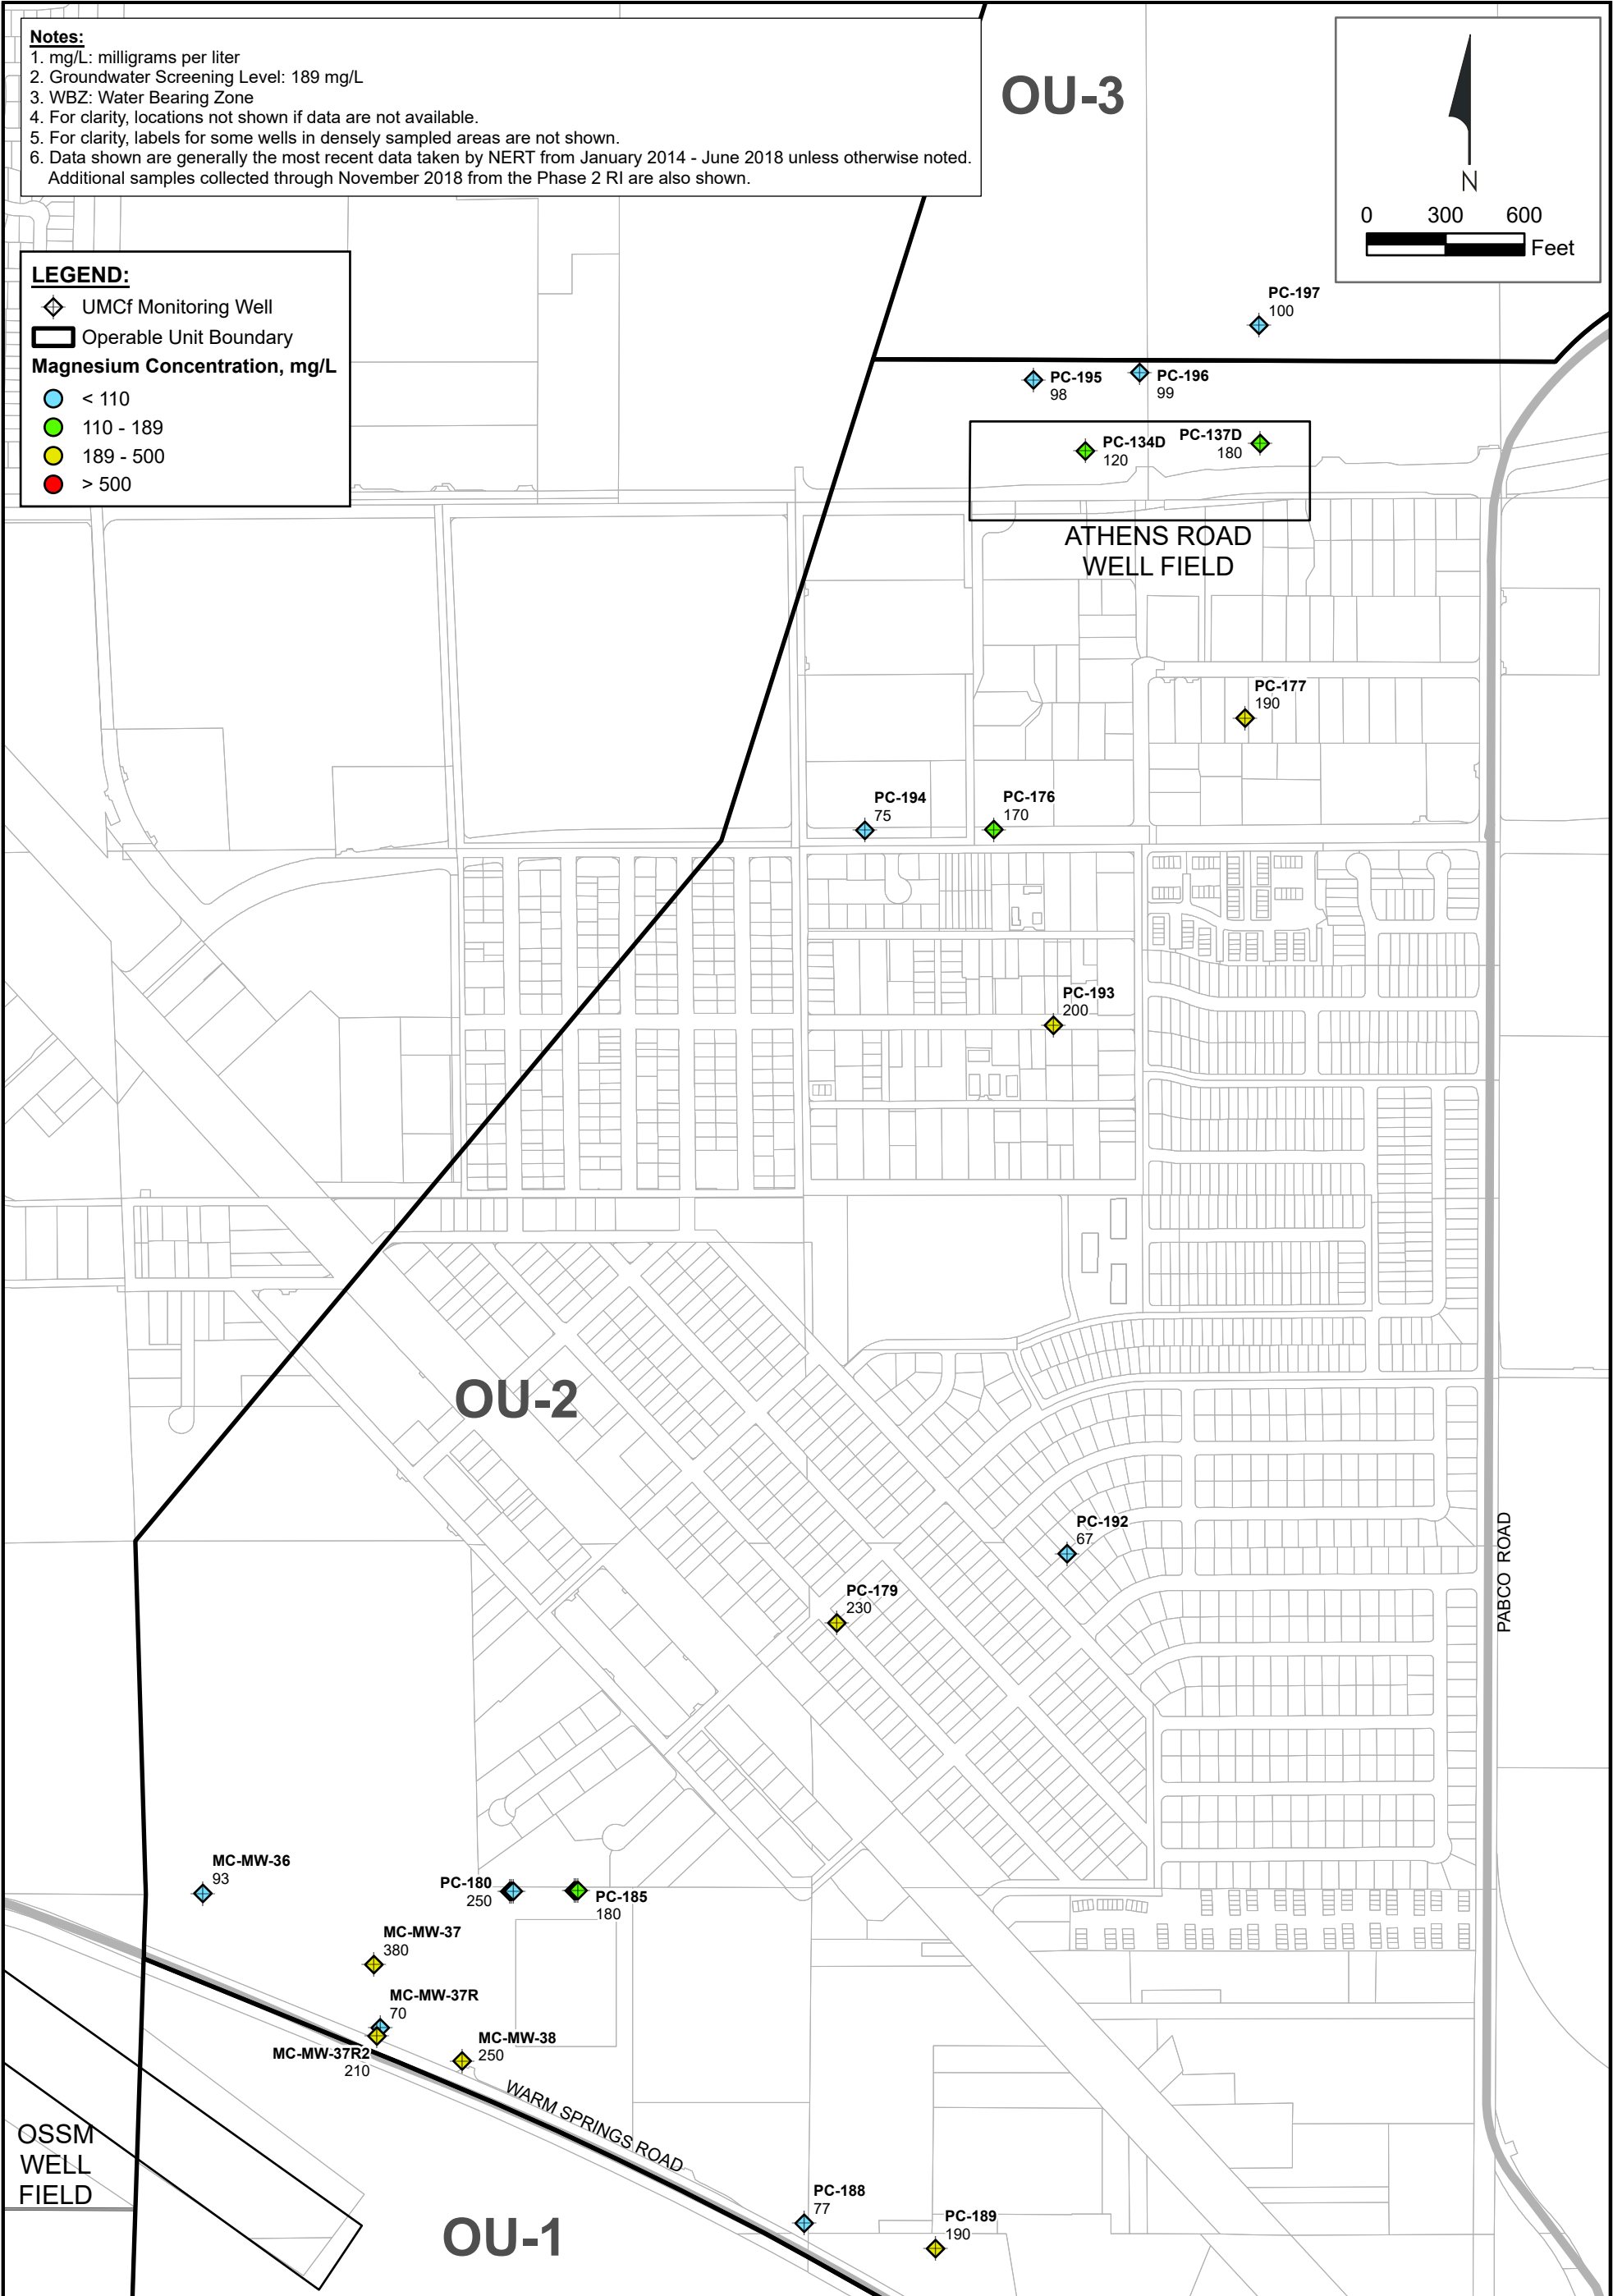 Notes:
1. mg/L: milligrams per liter
2. Groundwater Screening Level: 189 mg/L
3. WBZ: Water Bearing Zone
4. For clarity, locations not shown if data are not available.
5. For clarity, labels for some wells in densely sampled areas are not shown.
6. Data shown are generally the most recent data taken by NERT from January 2014 - June 2018 unless otherwise noted.
Additional samples collected through November 2018 from the Phase 2 RI are also shown.
OU-3
N
0 300 600
Feet
LEGEND:
UMCf Monitoring Well
Operable Unit Boundary
Magnesium Concentration, mg/L
< 110
110 - 189
189 - 500
> 500
PC-197
100
PC-195
98
PC-196
99
PC-134D
120
PC-137D
180
ATHENS ROAD
WELL FIELD
PC-177
190
PC-194
75
PC-176
170
PC-193
200
OU-2
PC-192
67
PABCO ROAD
PC-179
230
MC-MW-36
93
PC-180
250
PC-185
180
MC-MW-37
380
MC-MW-37R
70
MC-MW-37R2
210
MC-MW-38
250
WARM SPRINGS ROAD
OSSM
WELL
FIELD
PC-188
77
PC-189
190
OU-1